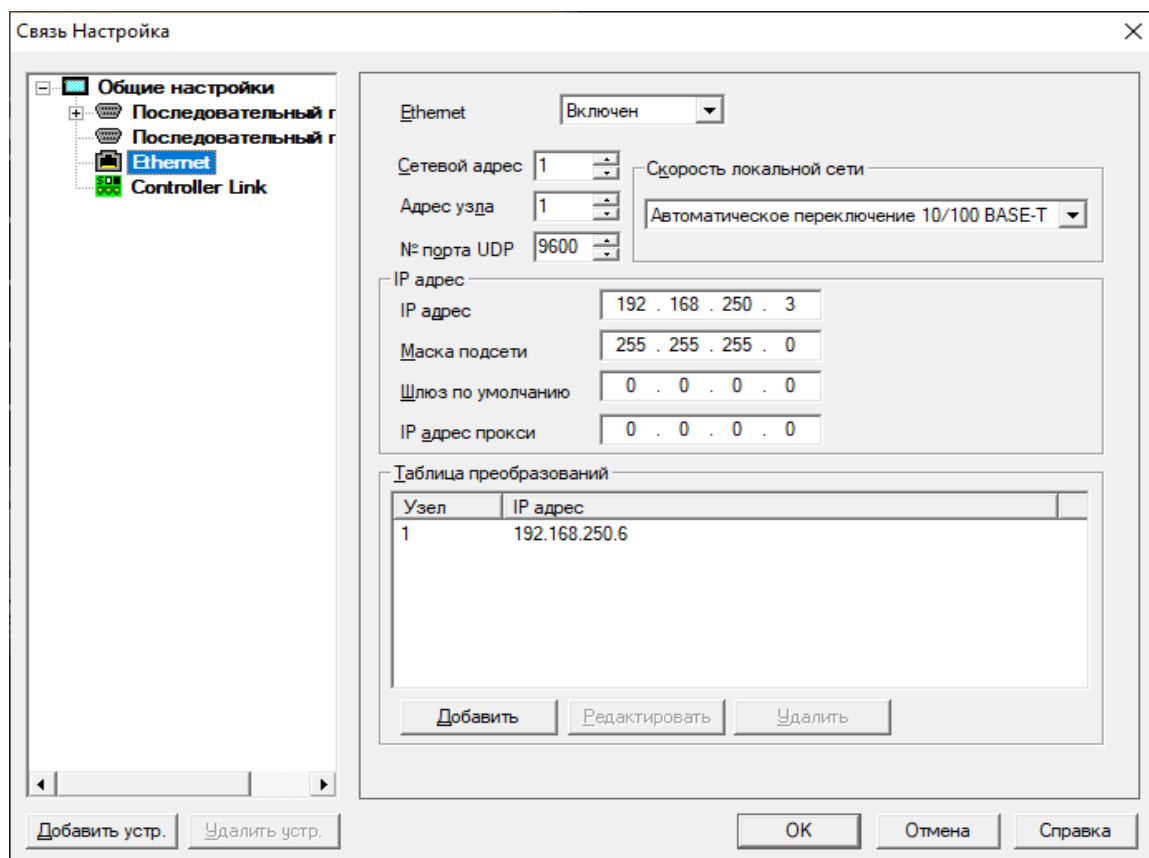 Связь Настройка
Общие настройки
Последовательный г
Последовательный г
Ethernet
Controller Link
Добавить устр.
Удалить устр.
Ethernet
Включен
Сетевой адрес
1
Адрес узла
1
№ порта UDP
9600
Скорость локальной сети
Автоматическое переключение 10/100 BASE-T
IP адрес
IP адрес
192 . 168 . 250 . 3
Маска подсети
255 . 255 . 255 . 0
Шлюз по умолчанию
0 . 0 . 0 . 0
IP адрес прокси
0 . 0 . 0 . 0
Таблица преобразований
Узел IP адрес
1 192.168.250.6
Добавить
Редактировать
Удалить
OK
Отмена
Справка